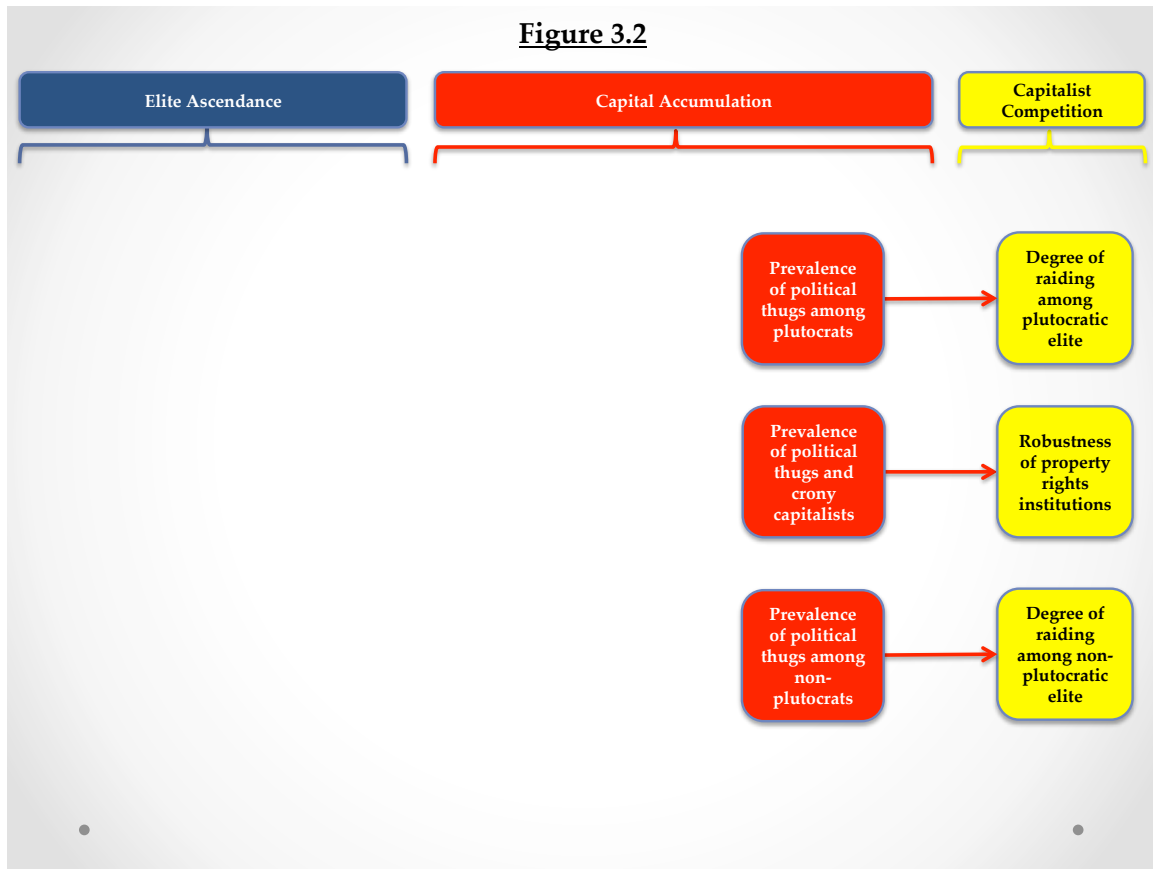 Figure 3.2
Elite Ascendance
Capital Accumulation
Capitalist
Competition
Prevalence
of political
thugs among
plutocrats
Degree of
raiding
among
plutocratic
elite
Prevalence
of political
thugs and
crony
capitalists
Robustness
of property
rights
institutions
Prevalence
of political
thugs among
non-
plutocrats
Degree of
raiding
among non-
plutocratic
elite